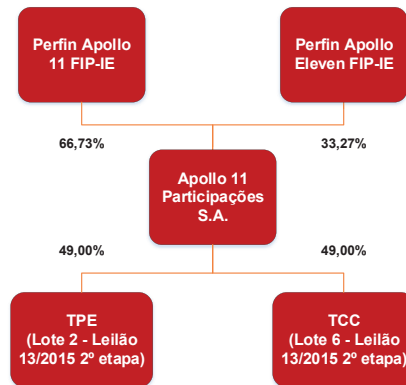 Perfin Apollo
11 FIP-IE
Perfin Apollo
Eleven FIP-IE
66,73%
33,27%
Apollo 11
Participações
S.A.
49,00%
49,00%
TPE
(Lote 2 - Leilão
13/2015 2º etapa)
TCC
(Lote 6 - Leilão
13/2015 2º etapa)